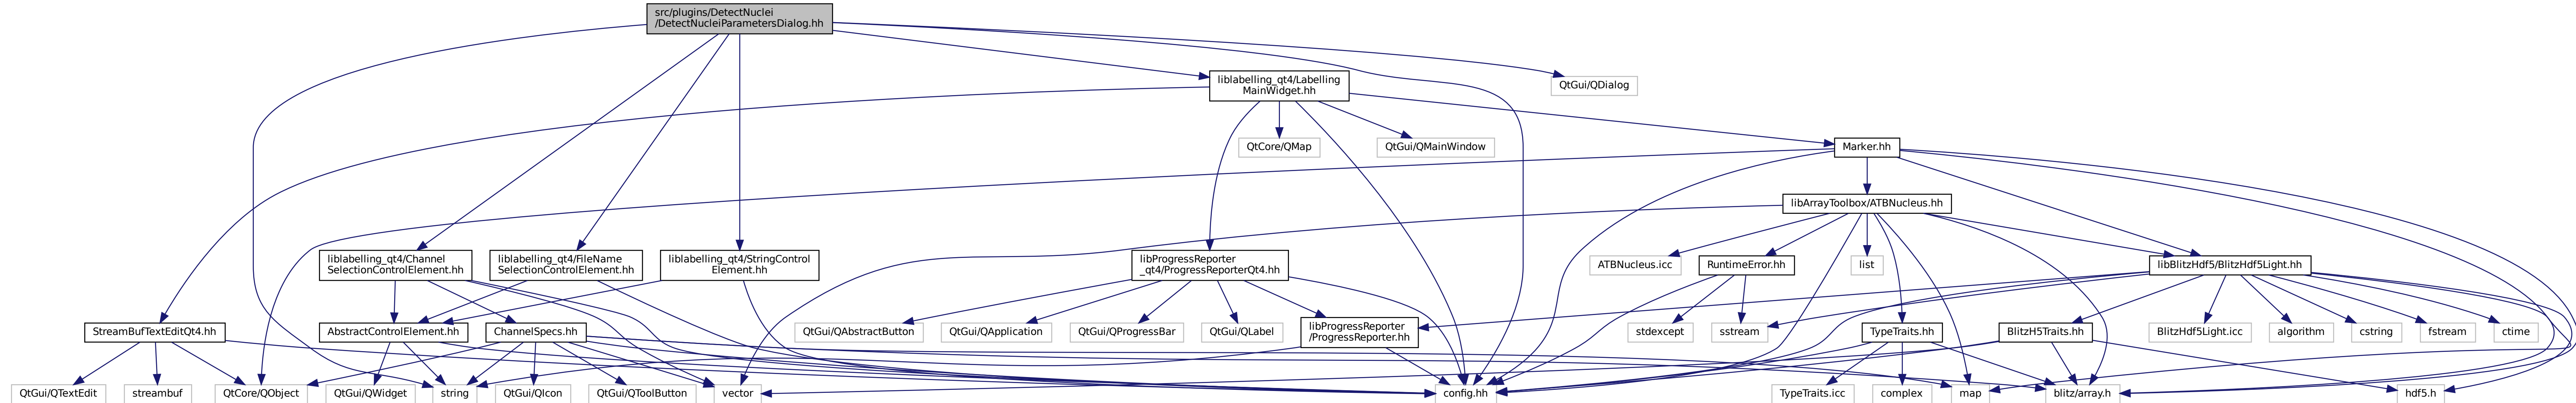 src/plugins/DetectNuclei
/DetectNucleiParametersDialog.hh
liblabelling_qt4/Labelling
MainWidget.hh
QtGui/QDialog
QtCore/QMap
QtGui/QMainWindow
Marker.hh
libArrayToolbox/ATBNucleus.hh
liblabelling_qt4/Channel
SelectionControlElement.hh
liblabelling_qt4/FileName
SelectionControlElement.hh
liblabelling_qt4/StringControl
Element.hh
libProgressReporter
_qt4/ProgressReporterQt4.hh
ATBNucleus.icc
RuntimeError.hh
list
libBlitzHdf5/BlitzHdf5Light.hh
StreamBufTextEditQt4.hh
AbstractControlElement.hh
ChannelSpecs.hh
QtGui/QAbstractButton
QtGui/QApplication
QtGui/QProgressBar
QtGui/QLabel
libProgressReporter
/ProgressReporter.hh
stdexcept
sstream
TypeTraits.hh
BlitzH5Traits.hh
BlitzHdf5Light.icc
algorithm
cstring
fstream
ctime
QtGui/QTextEdit
streambuf
QtCore/QObject
QtGui/QWidget
string
QtGui/QIcon
QtGui/QToolButton
vector
config.hh
TypeTraits.icc
complex
map
blitz/array.h
hdf5.h